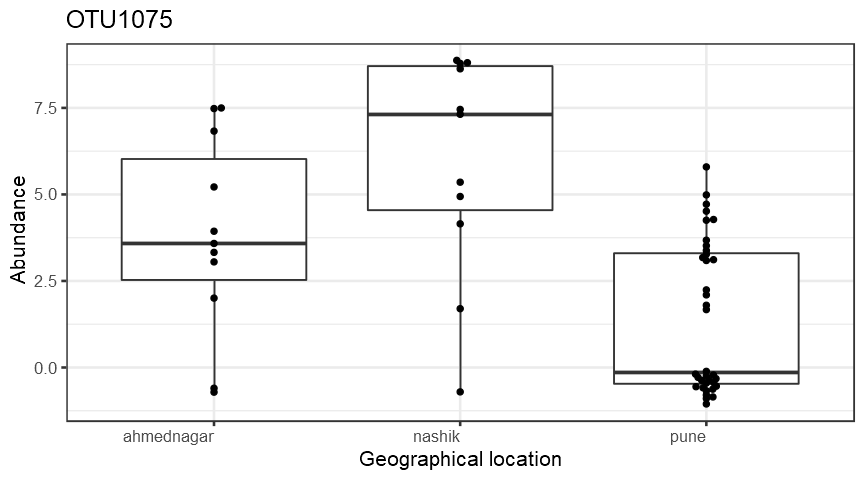 OTU1075
Abundance
7.5
5.0
2.5
0.0
ahmednagar nashik pune
Geographical location